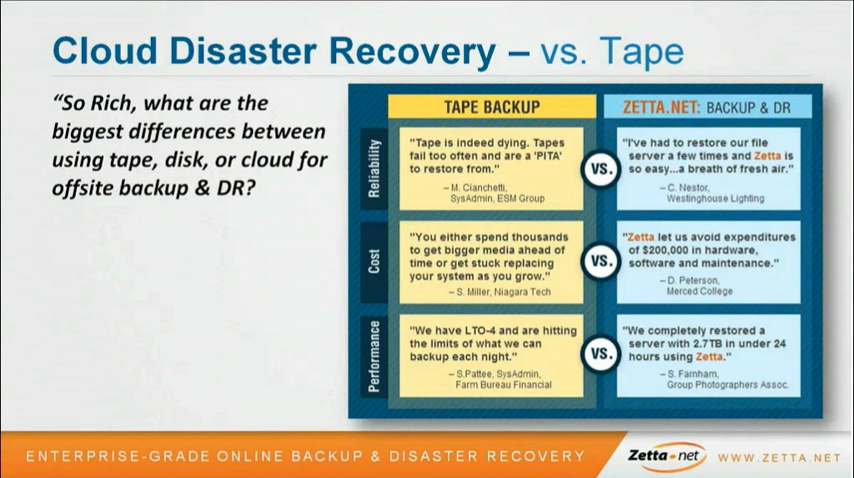 Cloud Disaster Recovery – vs. Tape
“So Rich, what are the
biggest differences between
using tape, disk, or cloud for
offsite backup & DR?
TAPE BACKUP
ZETTA.NET: BACKUP & DR
Reliability
"Tape is indeed dying. Tapes
fail too often and are a 'PITA'
to restore from."
– M. Cianchetti,
SysAdmin, ESM Group
VS.
"I've had to restore our file
server a few times and Zetta is
so easy...a breath of fresh air."
– C. Nestor,
Westinghouse Lighting
Cost
"You either spend thousands
to get bigger media ahead of
time or get stuck replacing
your system as you grow."
– S. Miller, Niagara Tech
VS.
"Zetta let us avoid expenditures
of $200,000 in hardware,
software and maintenance."
– D. Peterson,
Merced College
Performance
"We have LTO-4 and are hitting
the limits of what we can
backup each night."
– S.Pattee, SysAdmin,
Farm Bureau Financial
VS.
"We completely restored a
server with 2.7TB in under 24
hours using Zetta."
– S. Farnham,
Group Photographers Assoc.
ENTERPRISE-GRADE ONLINE BACKUP & DISASTER RECOVERY
Zetta net
WWW.ZETTA.NET